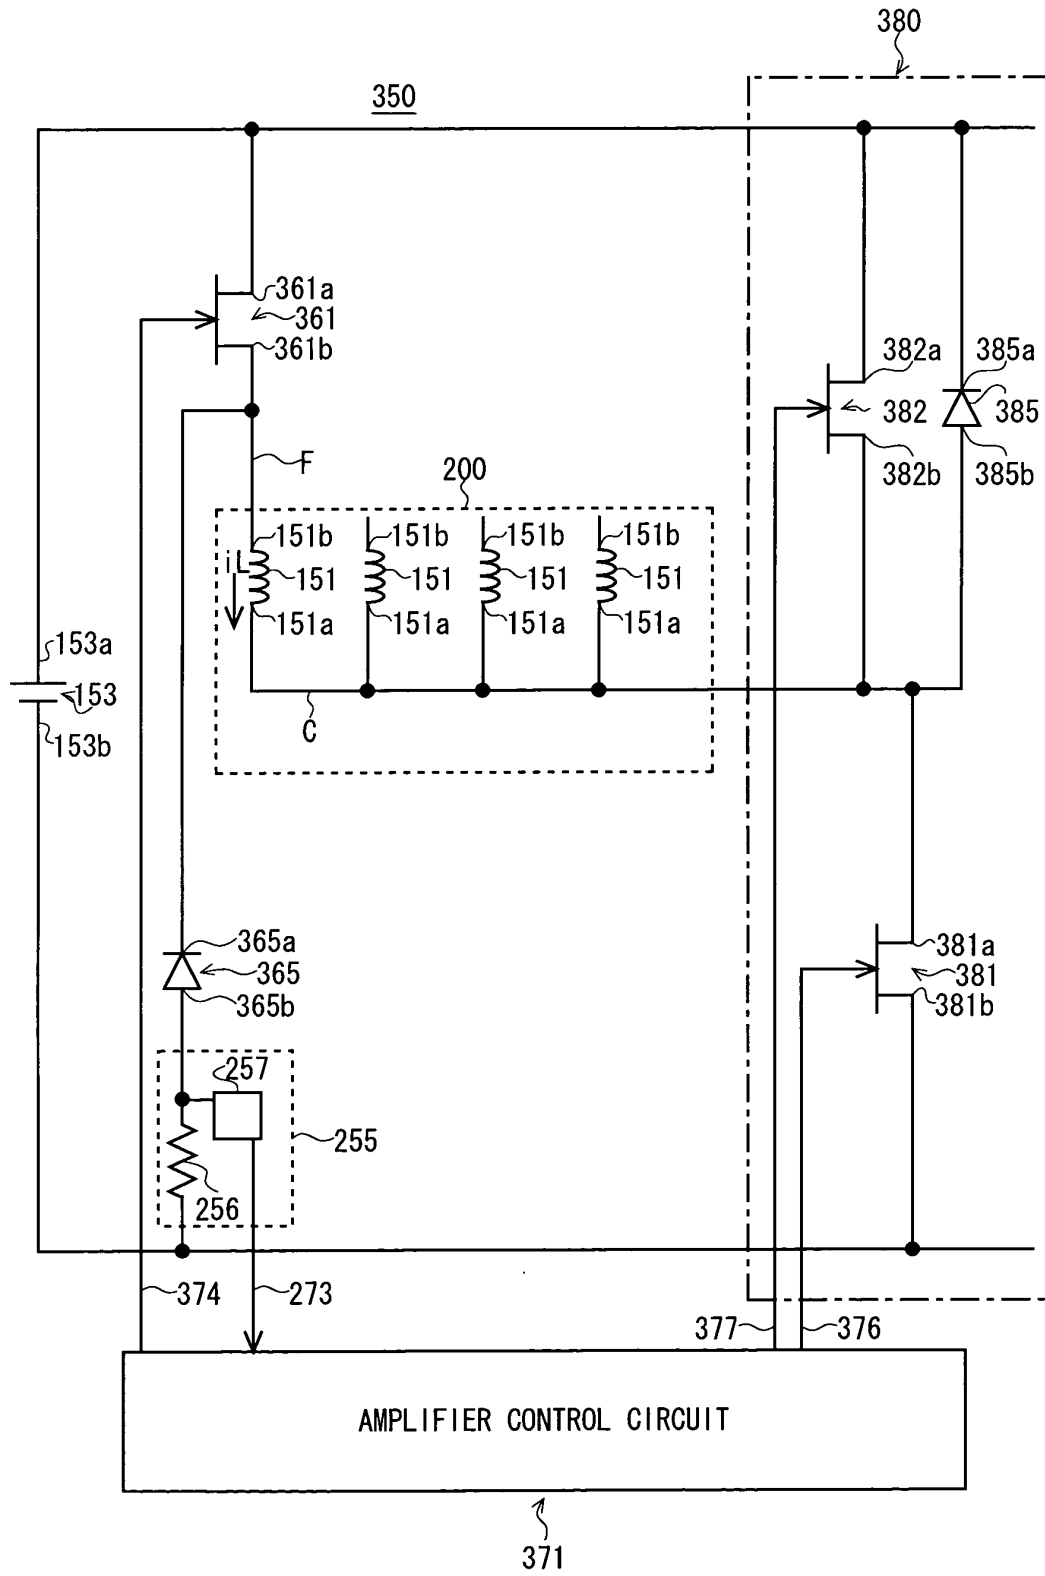 380
350
361a
361
361b
382a
382
382b
385a
385
385b
F
200
151b 151b 151b 151b
iL
151 151 151 151
151a 151a 151a 151a
153a
153
153b
C
365a
365
365b
381a
381
381b
257
255
256
374
273
377
376
AMPLIFIER CONTROL CIRCUIT
371